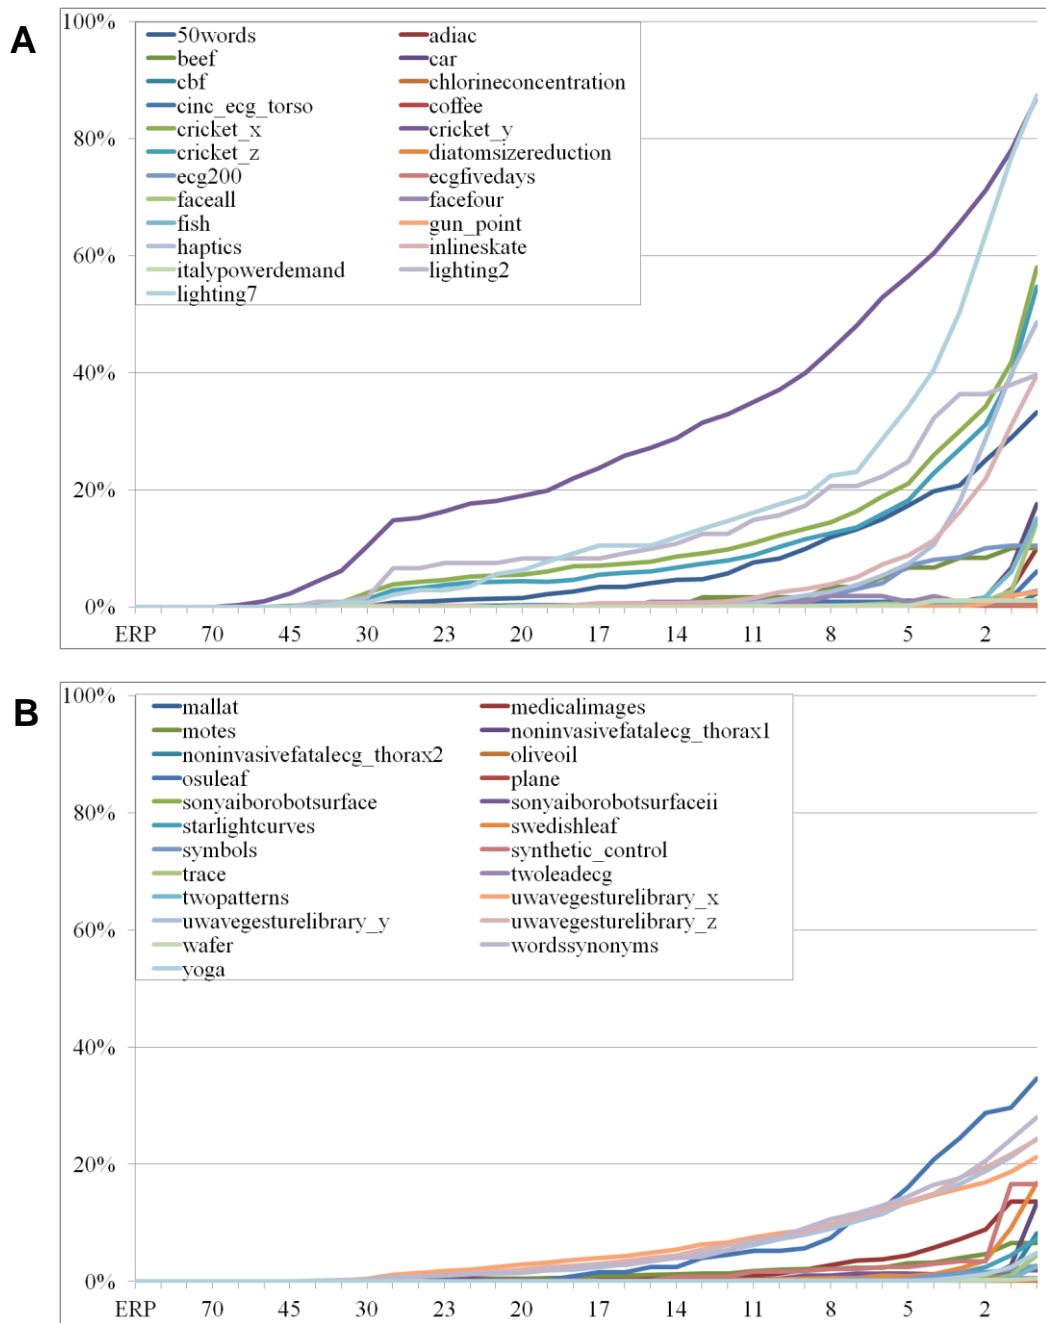 A
100%
50words adiac
beef car
cbf chlorineconcentration
cinc_ecg_torso coffee
cricket_x cricket_y
cricket_z diatomsizereduction
ecg200 ecgfivedays
faceall facefour
fish gun_point
haptics inlineskate
italypowerdemand lighting2
lighting7
80%
60%
40%
20%
0%
ERP 70 45 30 23 20 17 14 11 8 5 2
B
100%
mallat medicalimages
motes noninvasivefatalecg_thorax1
noninvasivefatalecg_thorax2 oliveoil
osuleaf plane
sonyaiborobotsurface sonyaiborobotsurfaceii
starlightcurves swedishleaf
symbols synthetic_control
trace twoleadecg
twopatterns uwavegesturelibrary_x
uwavegesturelibrary_y uwavegesturelibrary_z
wafer wordssynonyms
yoga
80%
60%
40%
20%
0%
ERP 70 45 30 23 20 17 14 11 8 5 2